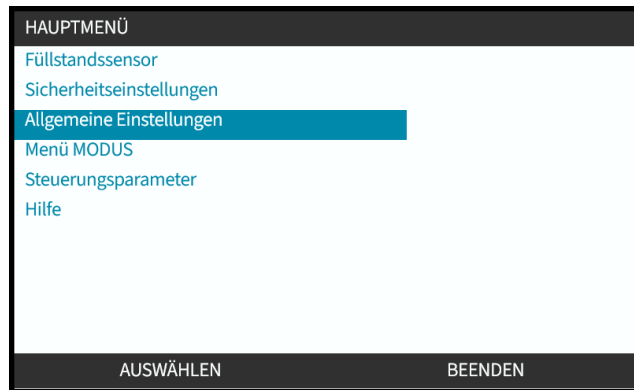 HAUPTMENÜ
Füllstandssensor
Sicherheitseinstellungen
Allgemeine Einstellungen
Menü MODUS
Steuerungsparameter
Hilfe
AUSWÄHLEN BEENDEN